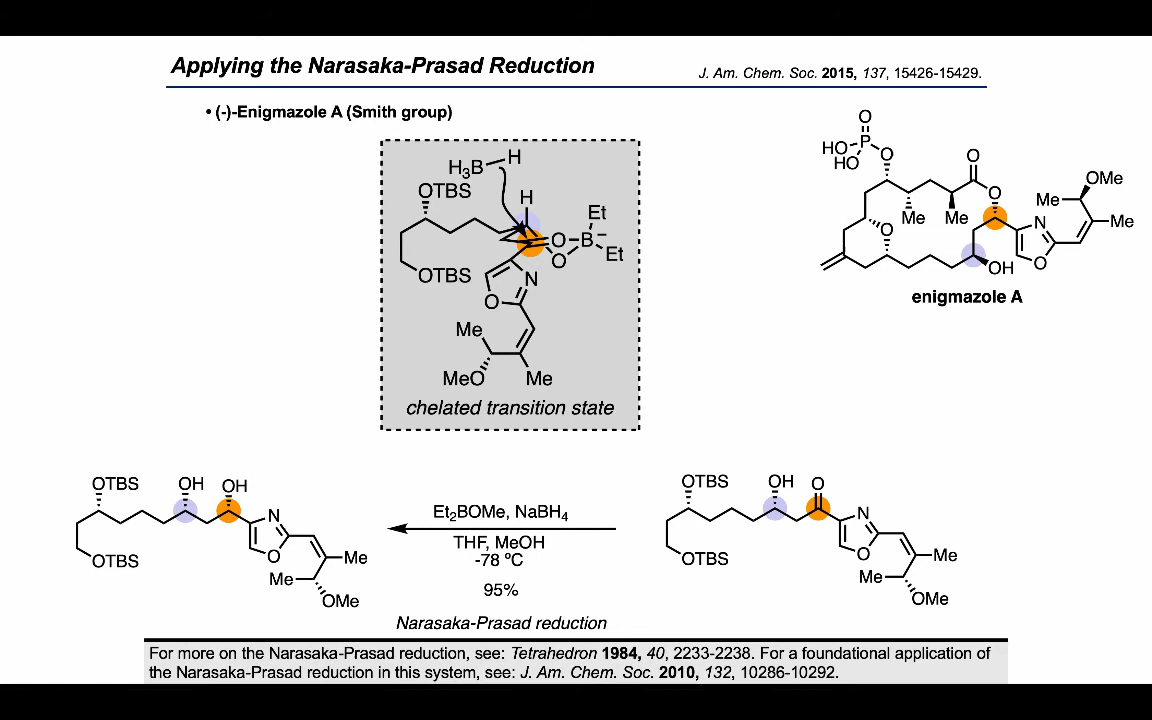 Applying the Narasaka-Prasad Reduction
J. Am. Chem. Soc. 2015, 137, 15426-15429.
• (-)-Enigmazole A (Smith group)
H₃B
H
OTBS
H
Et
O
B
−
Et
O
OTBS
N
O
Me
MeO
Me
chelated transition state
O
HO
P
O
HO
O
O
OMe
Me
Me
Me
N
Me
O
O
OH
enigmazole A
OTBS
OH
OH
N
O
OTBS
Me
Me
OMe
Et₂BOMe, NaBH₄
THF, MeOH
-78 ºC
95%
Narasaka-Prasad reduction
OTBS
OH
O
N
O
OTBS
Me
Me
OMe
For more on the Narasaka-Prasad reduction, see: Tetrahedron 1984, 40, 2233-2238. For a foundational application of
the Narasaka-Prasad reduction in this system, see: J. Am. Chem. Soc. 2010, 132, 10286-10292.